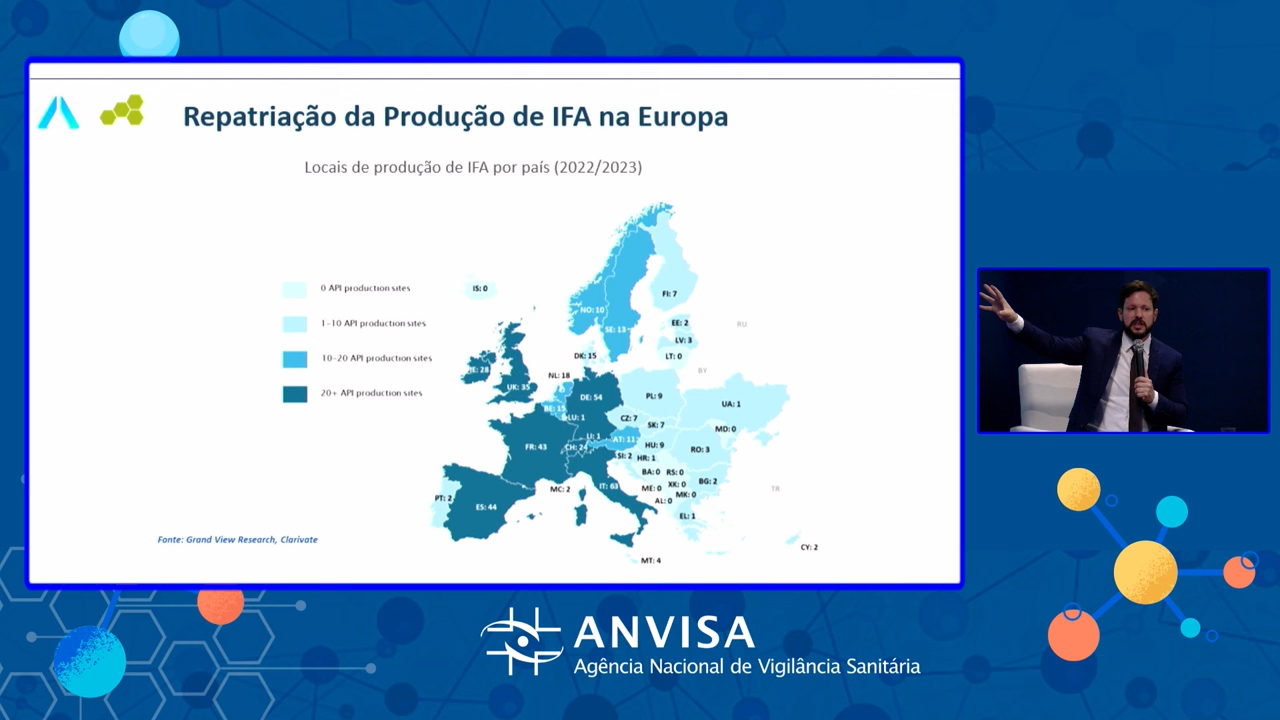 Repatriação da Produção de IFA na Europa
Locais de produção de IFA por país (2022/2023)
0 API production sites
1-10 API production sites
10-20 API production sites
20+ API production sites
IS: 0
FI: 7
NO: 10
SE: 13
EE: 2
RU
LV: 3
DK: 15
LT: 0
IE: 28
NL: 18
BY
UK: 35
DE: 54
PL: 9
UA: 1
BE: 15
LU: 1
CZ: 7
SK: 7
MD: 0
LI: 1
AT: 11
FR: 43
CH: 24
HU: 9
RO: 3
SI: 2
HR: 1
BA: 0
RS: 0
BG: 2
MC: 2
IT: 63
ME: 0
XK: 0
TR
PT: 2
AL: 0
MK: 0
ES: 44
EL: 1
CY: 2
MT: 4
Fonte: Grand View Research, Clarivate
ANVISA
Agência Nacional de Vigilância Sanitária